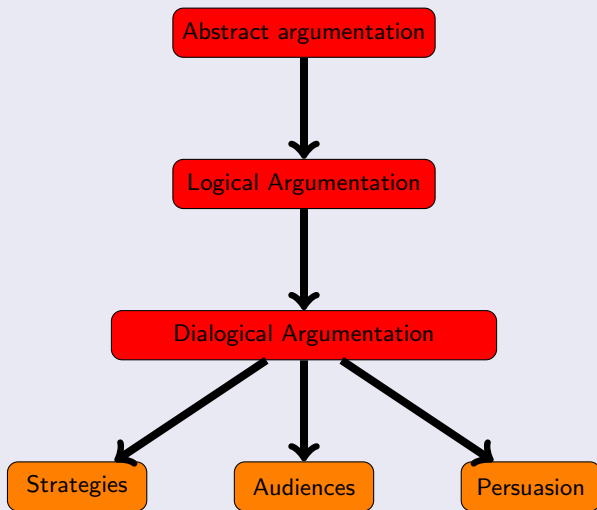 Abstract argumentation
Logical Argumentation
Dialogical Argumentation
Strategies
Audiences
Persuasion